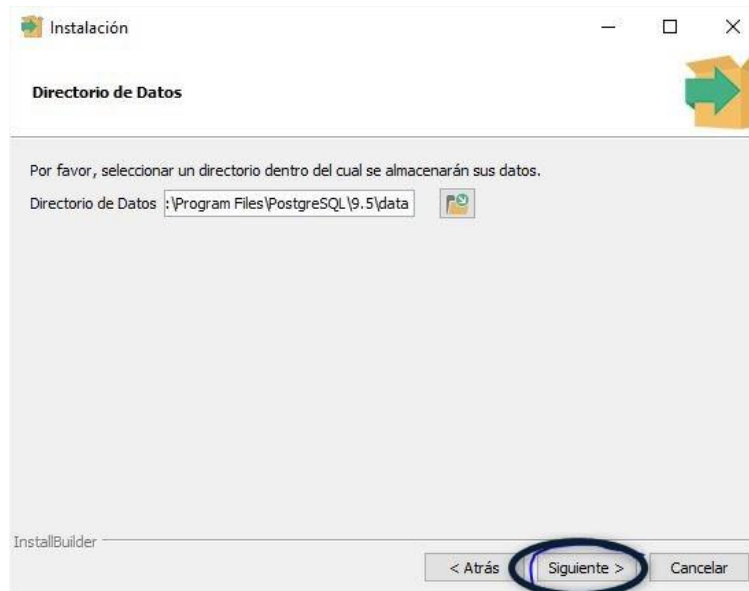 Instalación
Directorio de Datos
Por favor, seleccionar un directorio dentro del cual se almacenarán sus datos.
Directorio de Datos :\Program Files\PostgreSQL\9.5\data
InstallBuilder
< Atrás Siguiente > Cancelar